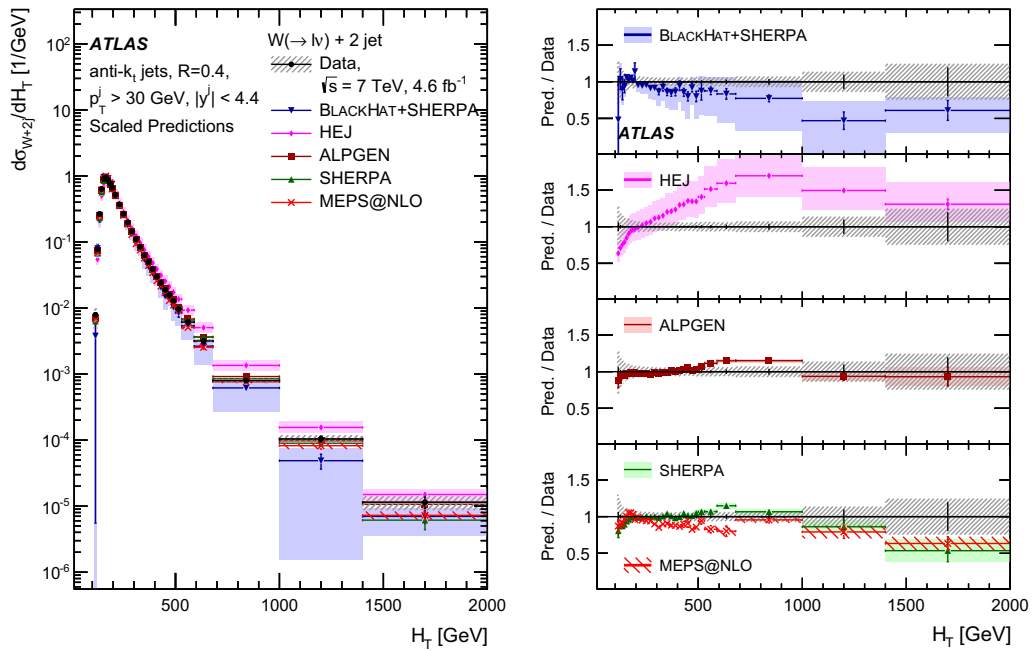 dσ_W+2j/dH_T [1/GeV]
10^2
10
1
10^-1
10^-2
10^-3
10^-4
10^-5
10^-6
ATLAS
anti-k_t jets, R=0.4,
p_T^j > 30 GeV, |y^j| < 4.4
Scaled Predictions
W(→ lν) + 2 jet
Data,
√s = 7 TeV, 4.6 fb^-1
BLACKHAT+SHERPA
HEJ
ALPGEN
SHERPA
MEPS@NLO
500 1000 1500 2000
H_T [GeV]
Pred. / Data
1.5
1
0.5
BLACKHAT+SHERPA
ATLAS
Pred. / Data
1.5
1
0.5
HEJ
Pred. / Data
1.5
1
0.5
ALPGEN
Pred. / Data
1.5
1
0.5
SHERPA
MEPS@NLO
500 1000 1500 2000
H_T [GeV]